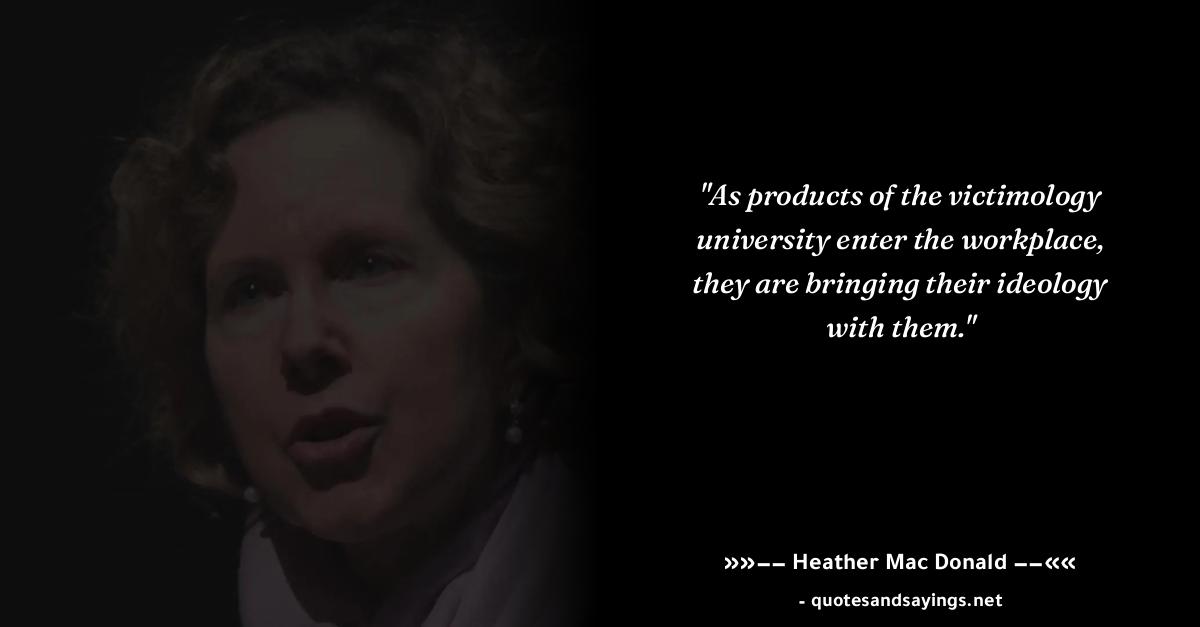 "As products of the victimology
university enter the workplace,
they are bringing their ideology
with them."
»»−− Heather Mac Donald −−««
- quotesandsayings.net